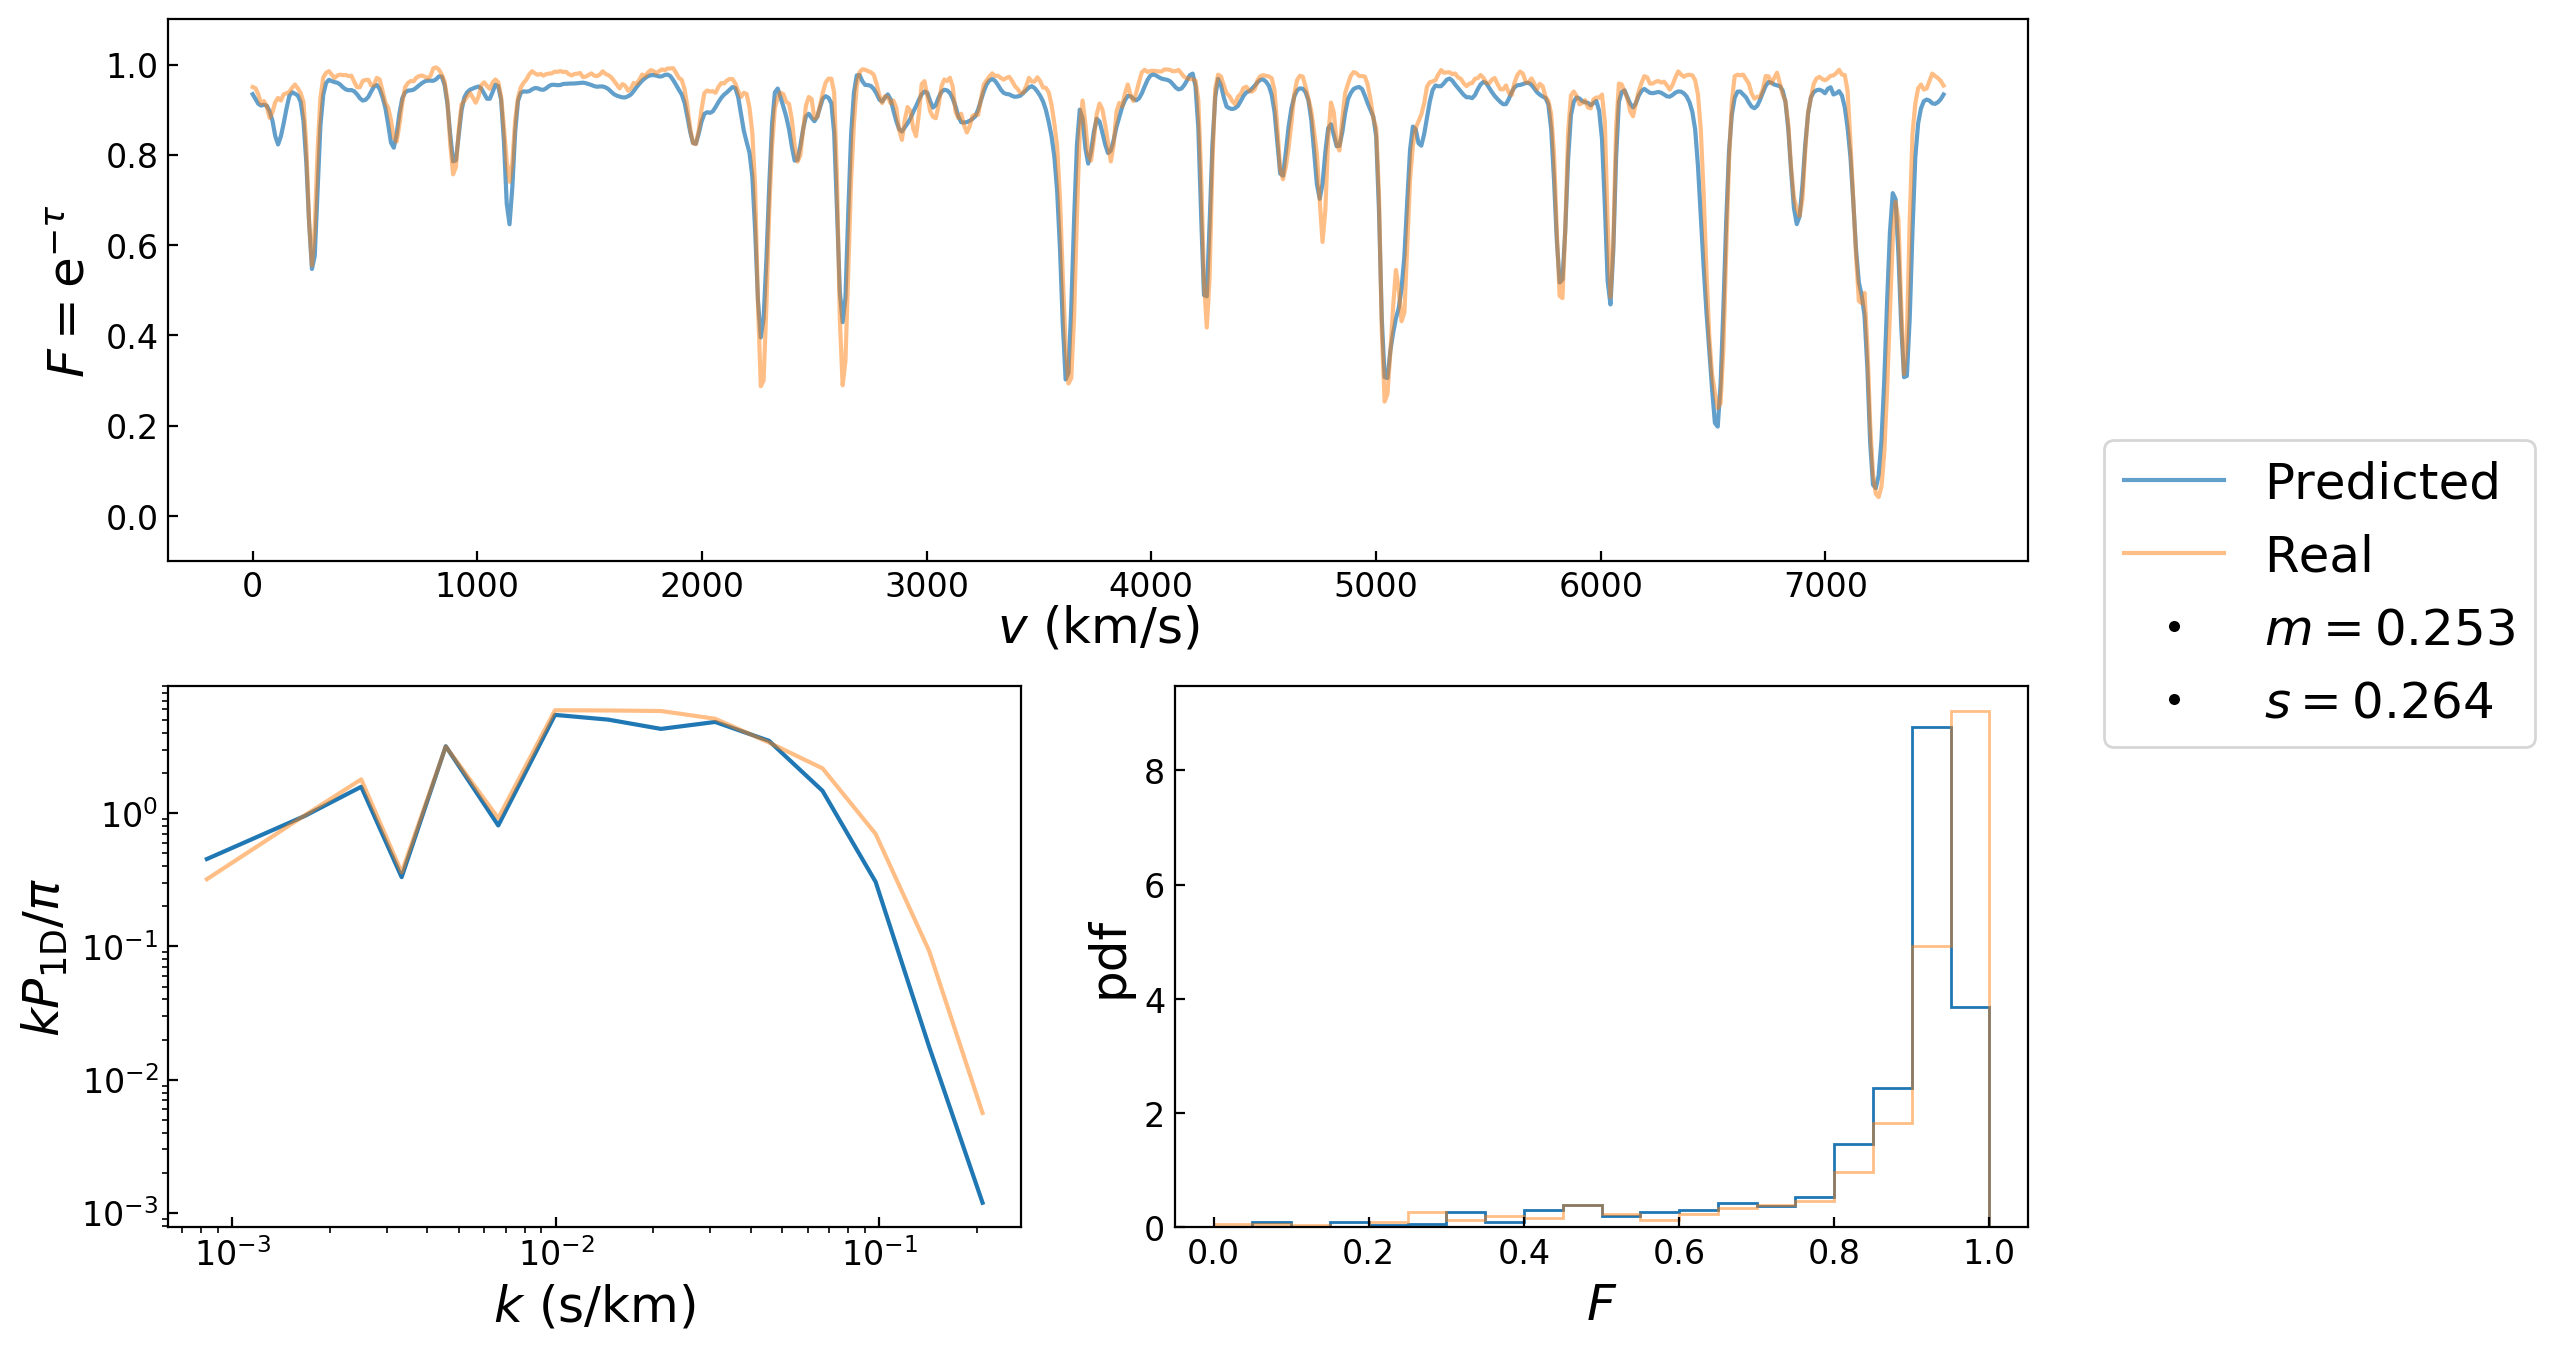 1.0
0.8
0.6
0.4
0.2
0.0
F = e^{−τ}
0 1000 2000 3000 4000 5000 6000 7000
v (km/s)
Predicted
Real
m = 0.253
s = 0.264
10^0
10^{−1}
10^{−2}
10^{−3}
kP_{1D}/π
10^{−3} 10^{−2} 10^{−1}
k (s/km)
8
6
4
2
0
pdf
0.0 0.2 0.4 0.6 0.8 1.0
F